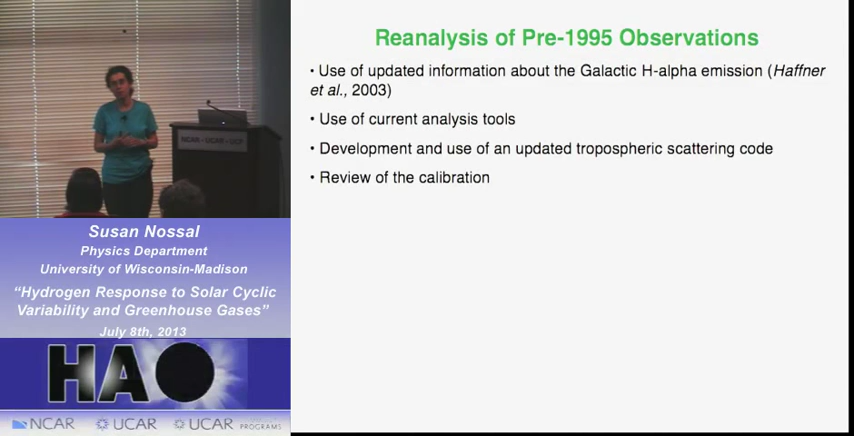 Reanalysis of Pre-1995 Observations
• Use of updated information about the Galactic H-alpha emission (Haffner
et al., 2003)
• Use of current analysis tools
• Development and use of an updated tropospheric scattering code
• Review of the calibration
NCAR • UCAR • UCP
Susan Nossal
Physics Department
University of Wisconsin-Madison
“Hydrogen Response to Solar Cyclic
Variability and Greenhouse Gases”
July 8th, 2013
HAO
NCAR UCAR UCAR PROGRAMS